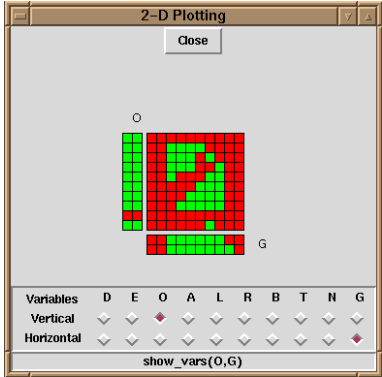 2-D Plotting
Close
O
G
Variables D E O A L R B T N G
Vertical
Horizontal
show_vars(O,G)